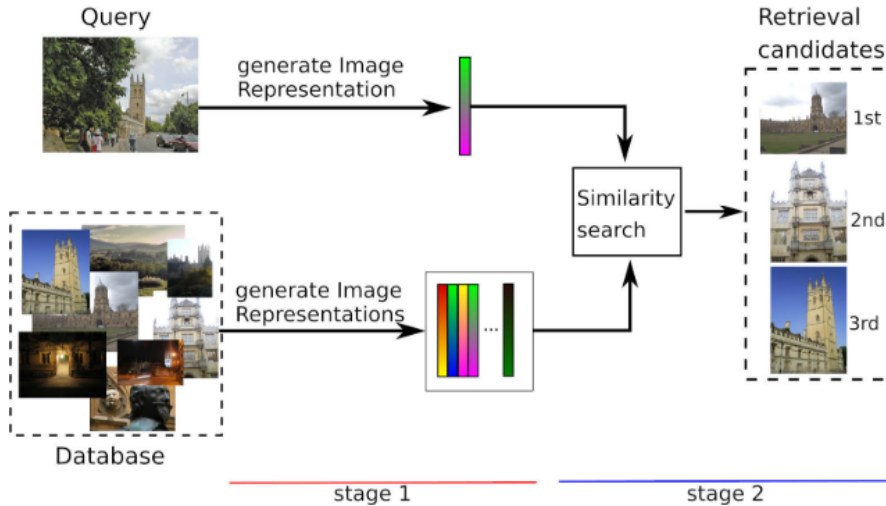 Query
generate Image
Representation
Retrieval
candidates
1st
2nd
3rd
Similarity
search
generate Image
Representations
...
Database
stage 1
stage 2